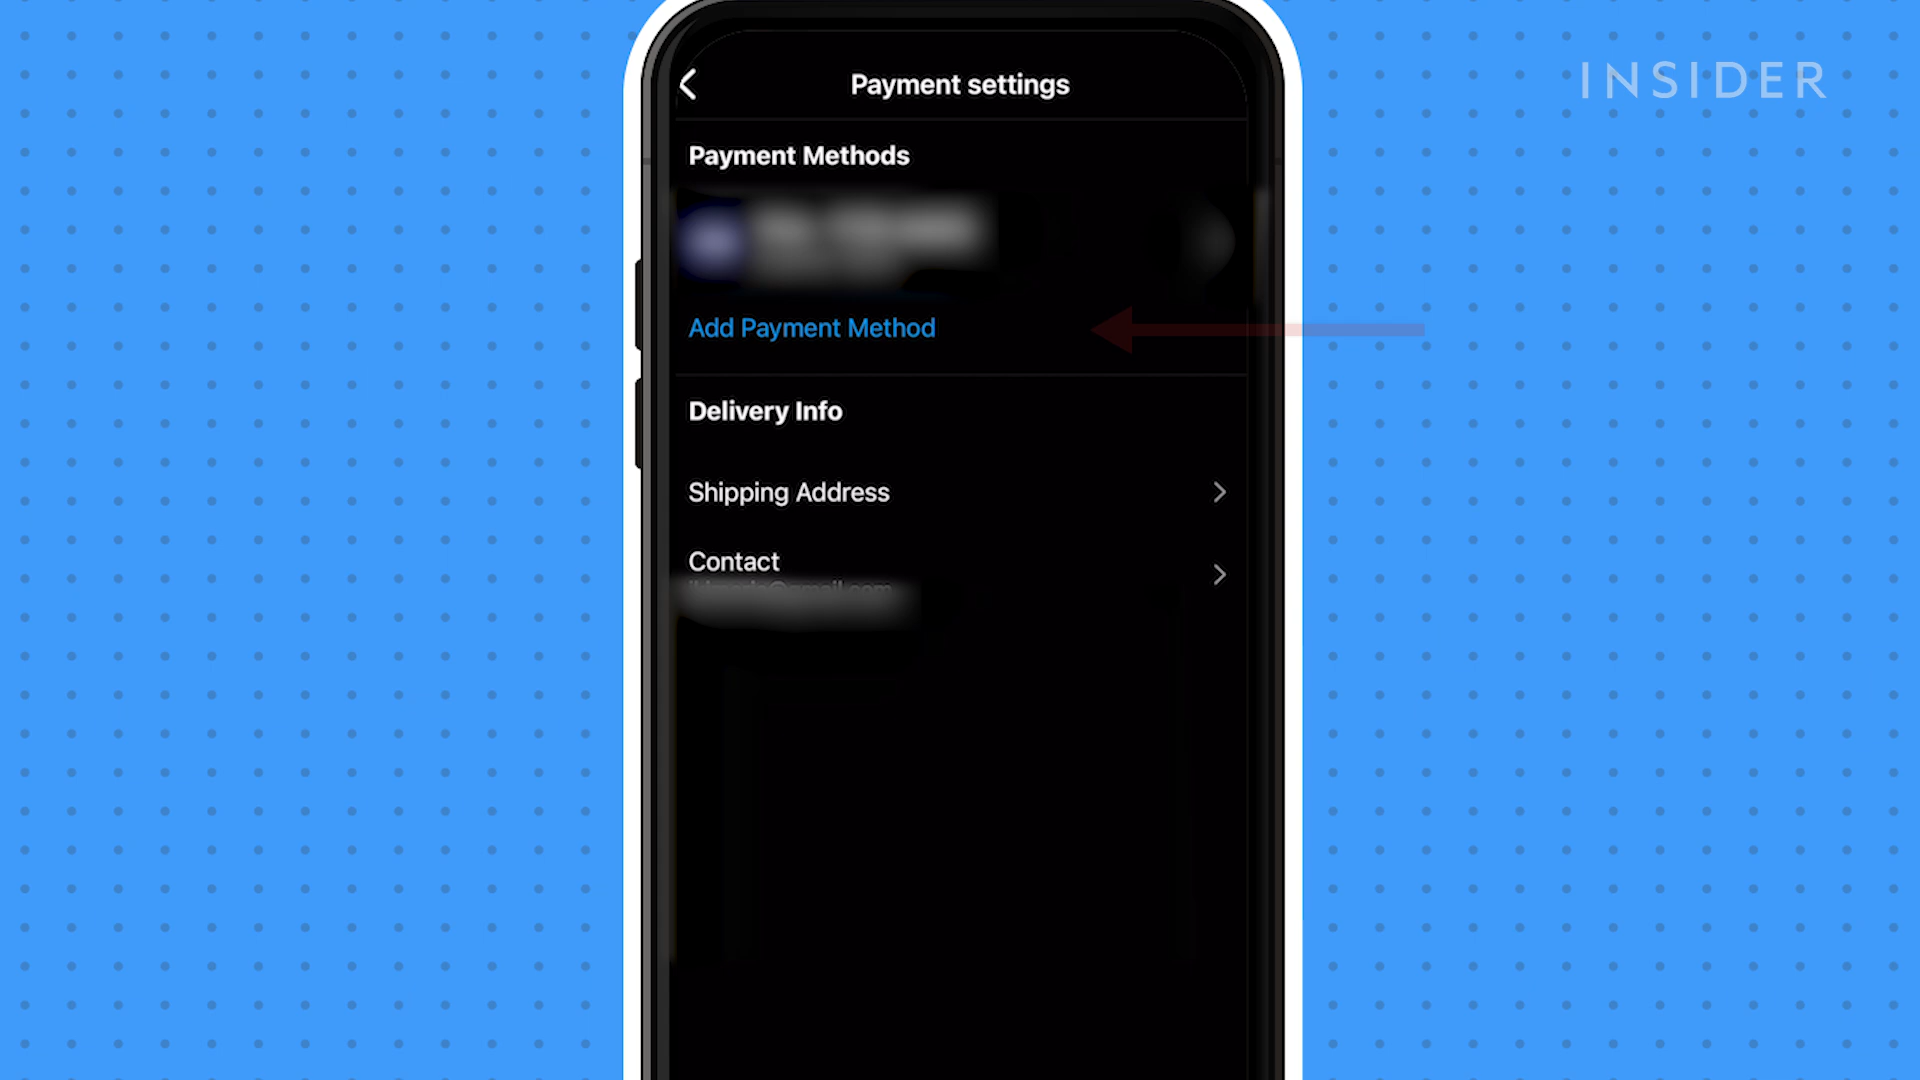 INSIDER
Payment settings
Payment Methods
Add Payment Method
Delivery Info
Shipping Address
Contact